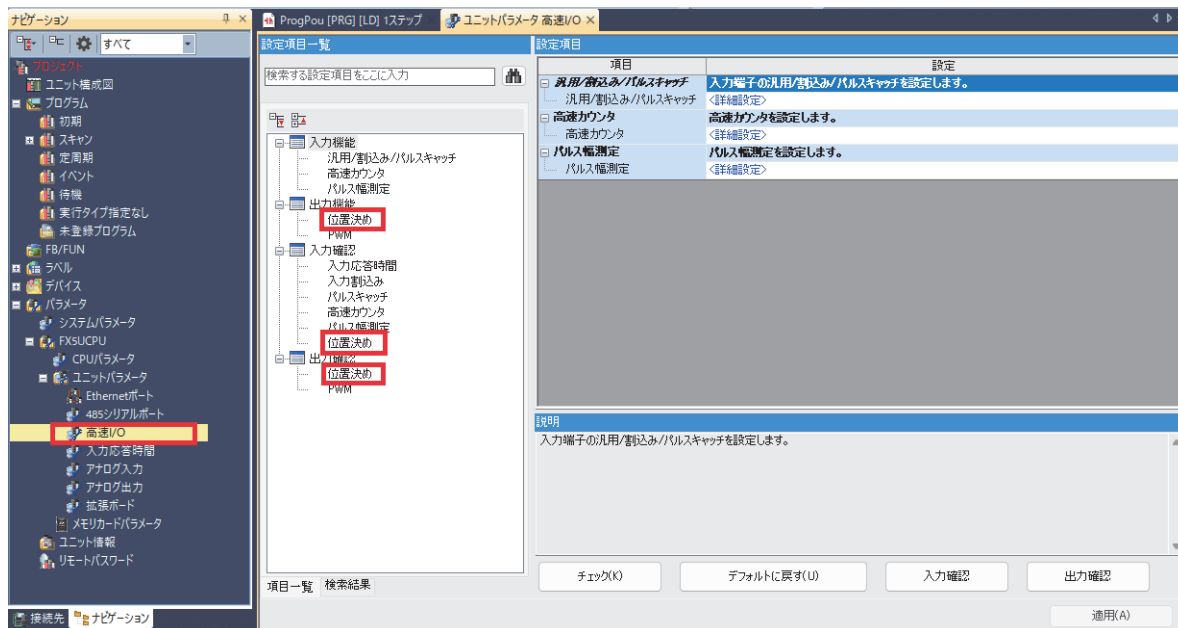 ナビゲーション
すべて
プロジェクト
ユニット構成図
プログラム
初期
スキャン
定周期
イベント
待機
実行タイプ指定なし
未登録プログラム
FB/FUN
ラベル
デバイス
パラメータ
システムパラメータ
FX5UCPU
CPUパラメータ
ユニットパラメータ
Ethernetポート
485シリアルポート
高速I/O
入力応答時間
アナログ入力
アナログ出力
拡張ボード
メモリカードパラメータ
ユニット情報
リモートパスワード
接続先
ナビゲーション
ProgPou [PRG] [LD] 1ステップ
ユニットパラメータ 高速I/O
設定項目一覧
検索する設定項目をここに入力
入力機能
汎用/割込み/パルスキャッチ
高速カウンタ
パルス幅測定
出力機能
位置決め
PWM
入力確認
入力応答時間
入力割込み
パルスキャッチ
高速カウンタ
パルス幅測定
位置決め
出力確認
位置決め
PWM
項目一覧 検索結果
設定項目
項目 設定
汎用/割込み/パルスキャッチ 入力端子の汎用/割込み/パルスキャッチを設定します。
汎用/割込み/パルスキャッチ <詳細設定>
高速カウンタ 高速カウンタを設定します。
高速カウンタ <詳細設定>
パルス幅測定 パルス幅測定を設定します。
パルス幅測定 <詳細設定>
説明
入力端子の汎用/割込み/パルスキャッチを設定します。
チェック(K) デフォルトに戻す(U) 入力確認 出力確認
適用(A)